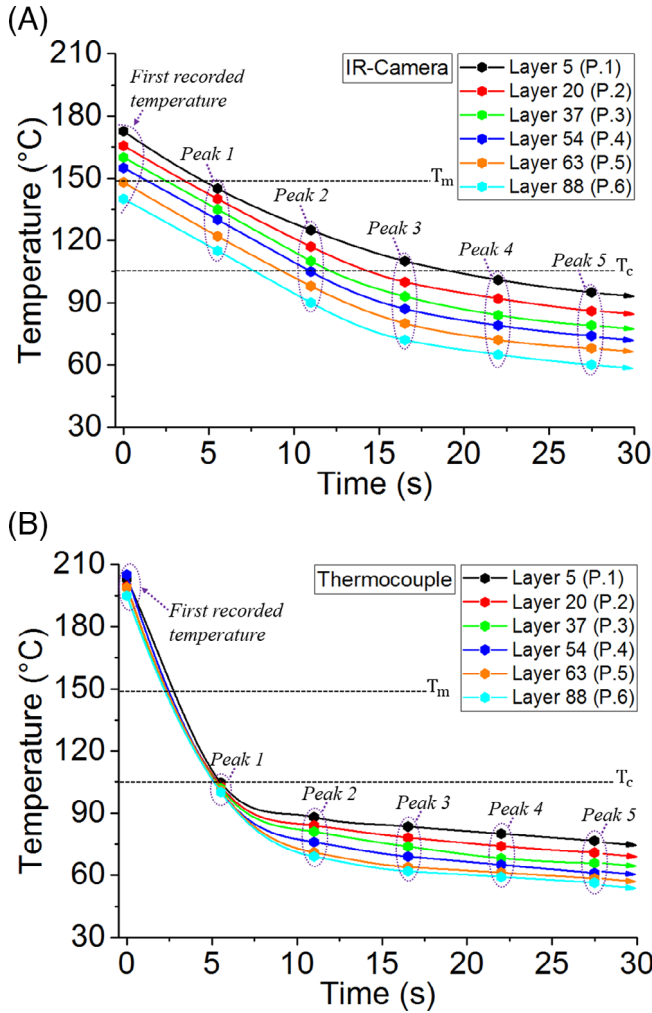 (A)
210
180
150
120
90
60
30
Temperature (°C)
First recorded
temperature
IR-Camera
Layer 5 (P.1)
Layer 20 (P.2)
Layer 37 (P.3)
Layer 54 (P.4)
Layer 63 (P.5)
Layer 88 (P.6)
Peak 1
Peak 2
Peak 3
Peak 4
Peak 5
Tm
Tc
0 5 10 15 20 25 30
Time (s)
(B)
210
180
150
120
90
60
30
Temperature (°C)
First recorded
temperature
Thermocouple
Layer 5 (P.1)
Layer 20 (P.2)
Layer 37 (P.3)
Layer 54 (P.4)
Layer 63 (P.5)
Layer 88 (P.6)
Tm
Tc
Peak 1
Peak 2
Peak 3
Peak 4
Peak 5
0 5 10 15 20 25 30
Time (s)